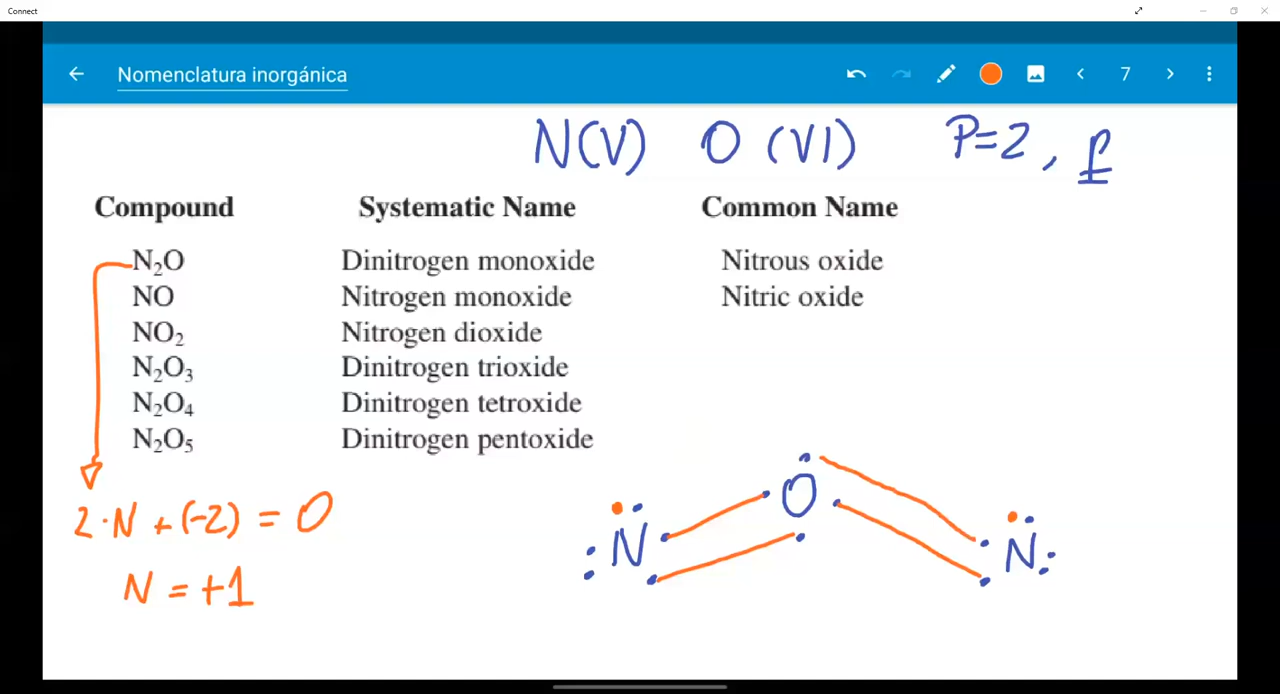 Connect
Nomenclatura inorgánica 7
N(V) O (VI) P=2, f
Compound Systematic Name Common Name
N₂O Dinitrogen monoxide Nitrous oxide
NO Nitrogen monoxide Nitric oxide
NO₂ Nitrogen dioxide
N₂O₃ Dinitrogen trioxide
N₂O₄ Dinitrogen tetroxide
N₂O₅ Dinitrogen pentoxide
2·N + (-2) = 0
N = +1
O
N N